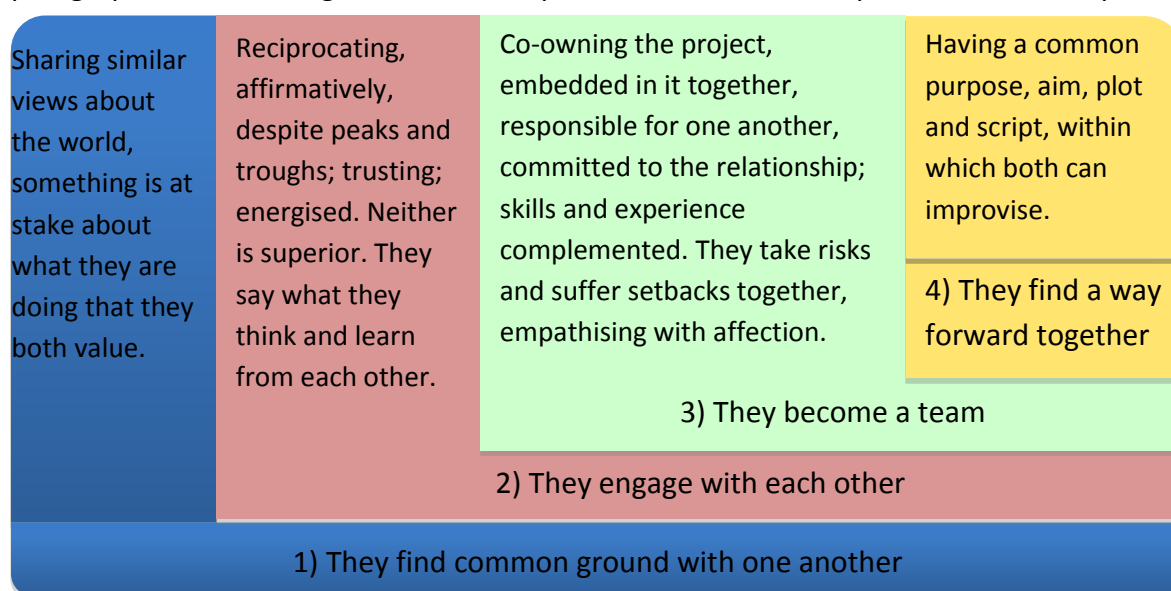 Sharing similar
views about
the world,
something is at
stake about
what they are
doing that they
both value.
Reciprocating,
affirmatively,
despite peaks and
troughs; trusting;
energised. Neither
is superior. They
say what they
think and learn
from each other.
Co-owning the project,
embedded in it together,
responsible for one another,
committed to the relationship;
skills and experience
complemented. They take risks
and suffer setbacks together,
empathising with affection.
Having a common
purpose, aim, plot
and script, within
which both can
improvise.
4) They find a way
forward together
3) They become a team
2) They engage with each other
1) They find common ground with one another